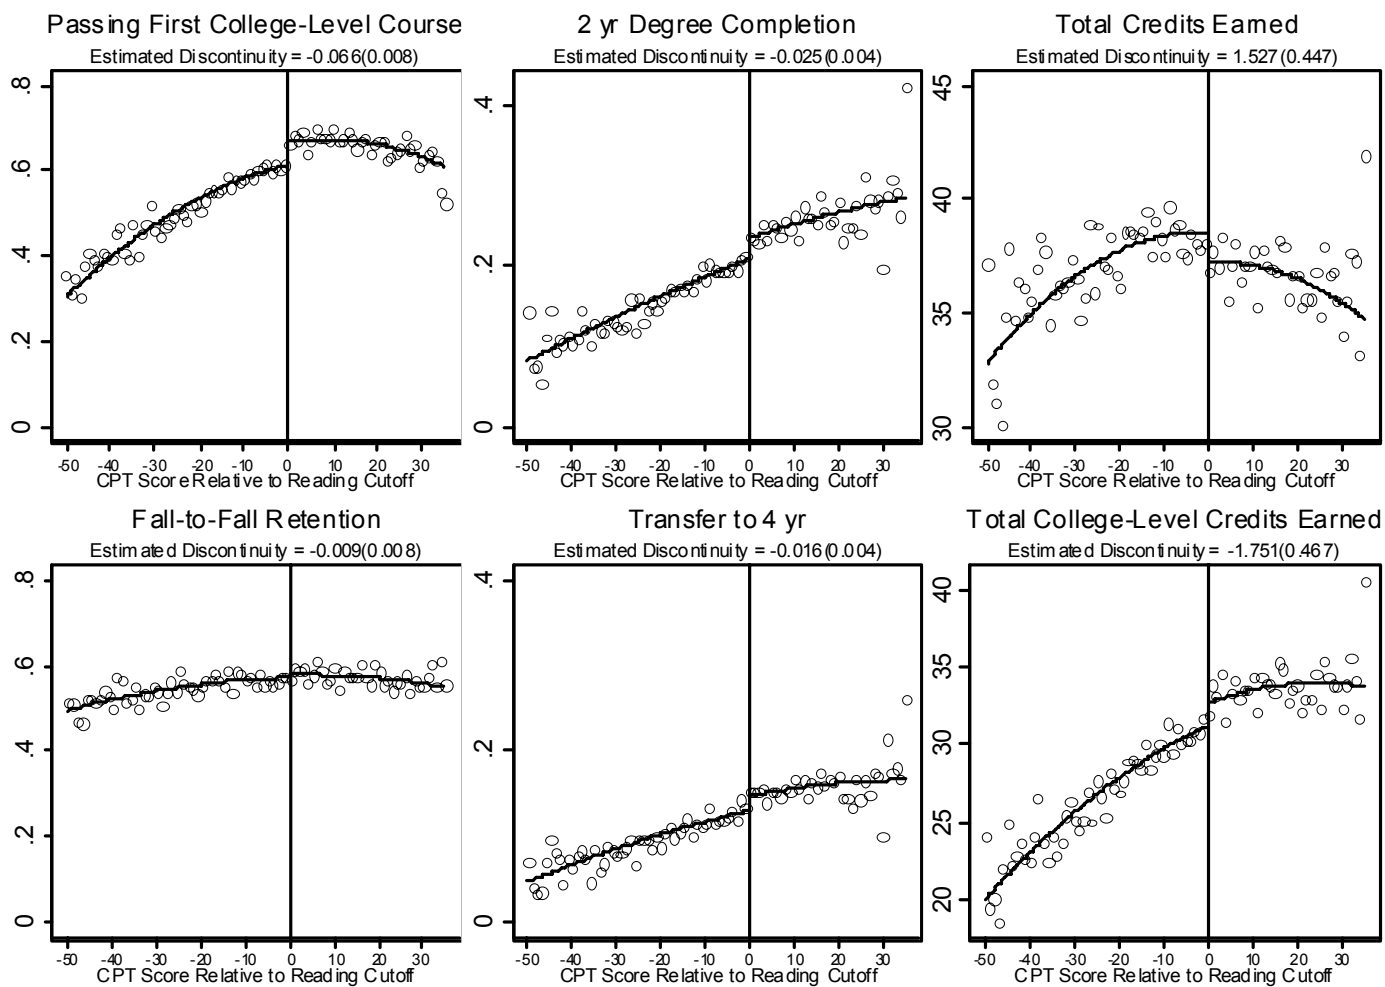 Passing First College-Level Course
Estimated Discontinuity = -0.066(0.008)
.8
.6
.4
.2
0
-50 -40 -30 -20 -10 0 10 20 30
CPT Score Relative to Reading Cutoff
2 yr Degree Completion
Estimated Discontinuity = -0.025(0.004)
.4
.2
0
-50 -40 -30 -20 -10 0 10 20 30
CPT Score Relative to Reading Cutoff
Total Credits Earned
Estimated Discontinuity = 1.527(0.447)
45
40
35
30
-50 -40 -30 -20 -10 0 10 20 30
CPT Score Relative to Reading Cutoff
Fall-to-Fall Retention
Estimated Discontinuity = -0.009(0.008)
.8
.6
.4
.2
0
-50 -40 -30 -20 -10 0 10 20 30
CPT Score Relative to Reading Cutoff
Transfer to 4 yr
Estimated Discontinuity = -0.016(0.004)
.4
.2
0
-50 -40 -30 -20 -10 0 10 20 30
CPT Score Relative to Reading Cutoff
Total College-Level Credits Earned
Estimated Discontinuity = -1.751(0.467)
40
35
30
25
20
-50 -40 -30 -20 -10 0 10 20 30
CPT Score Relative to Reading Cutoff